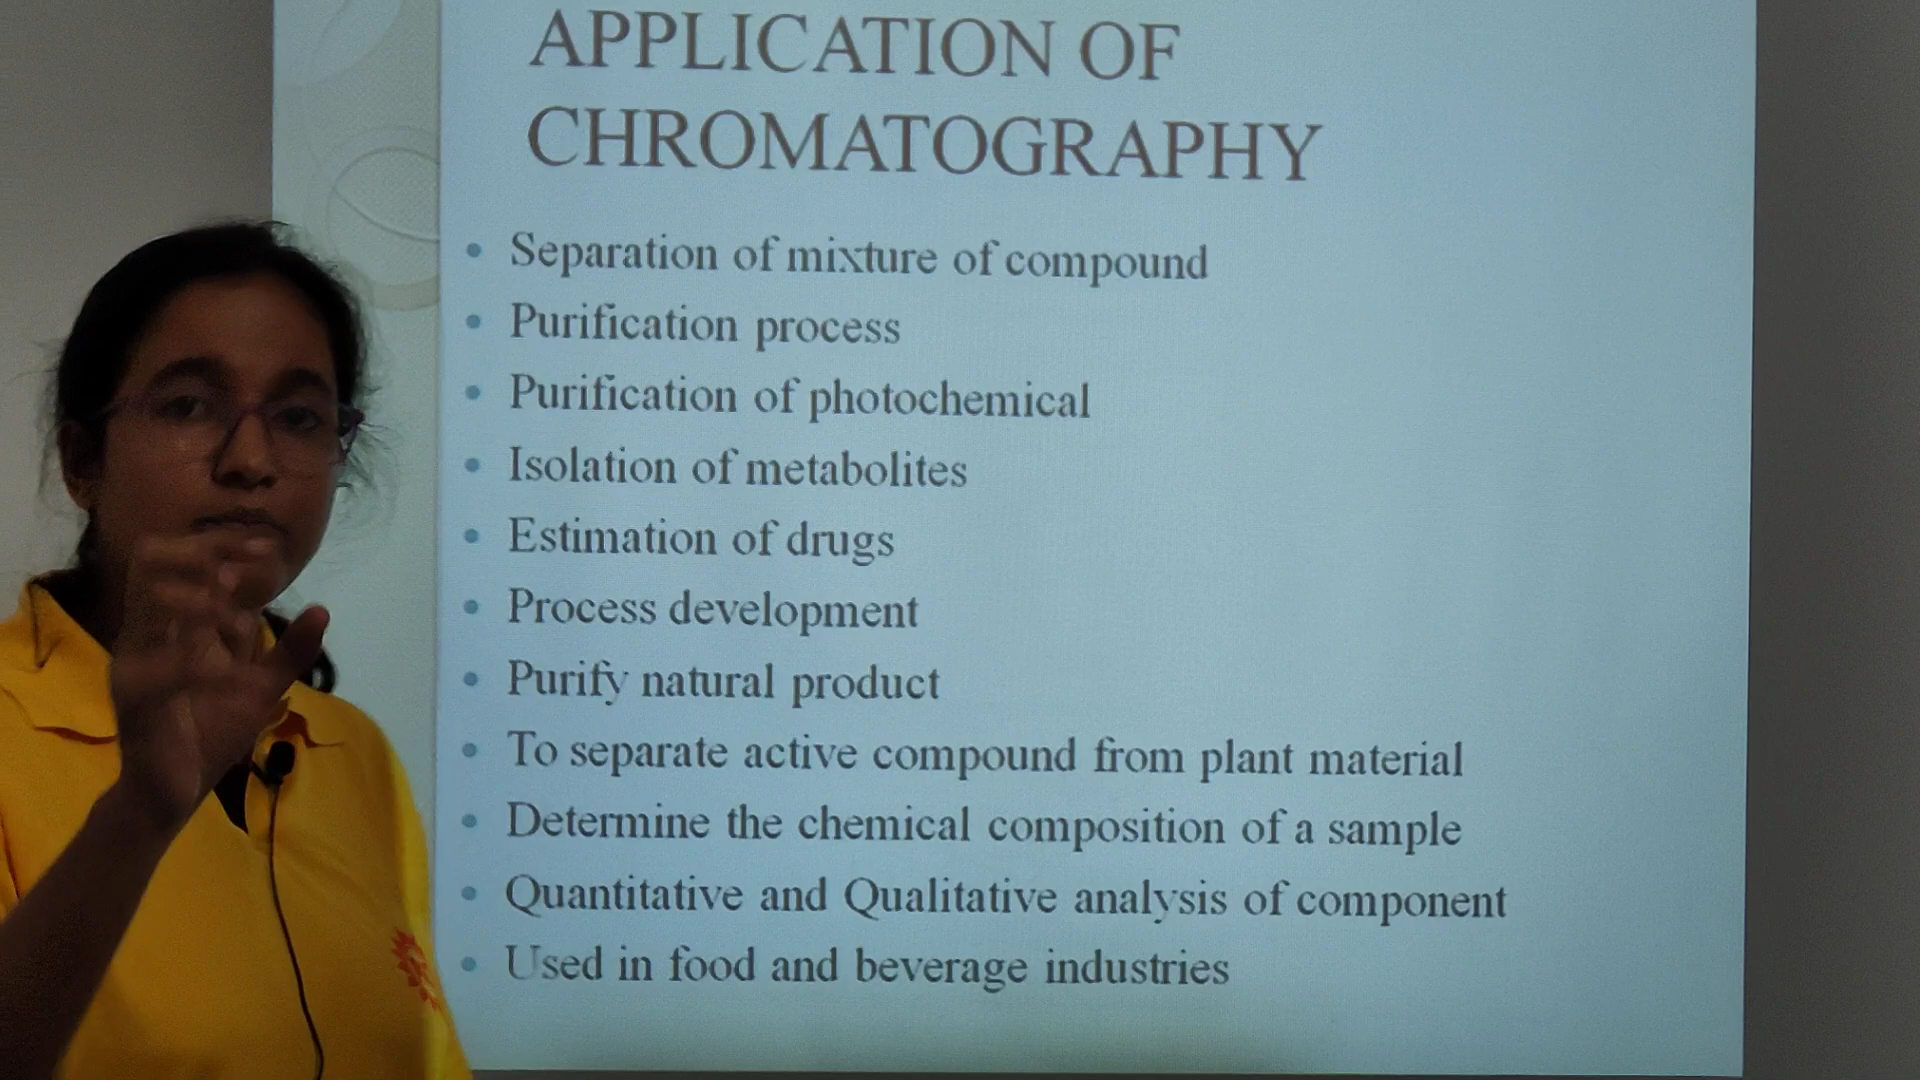 APPLICATION OF
CHROMATOGRAPHY
• Separation of mixture of compound
• Purification process
• Purification of photochemical
• Isolation of metabolites
• Estimation of drugs
• Process development
• Purify natural product
• To separate active compound from plant material
• Determine the chemical composition of a sample
• Quantitative and Qualitative analysis of component
• Used in food and beverage industries